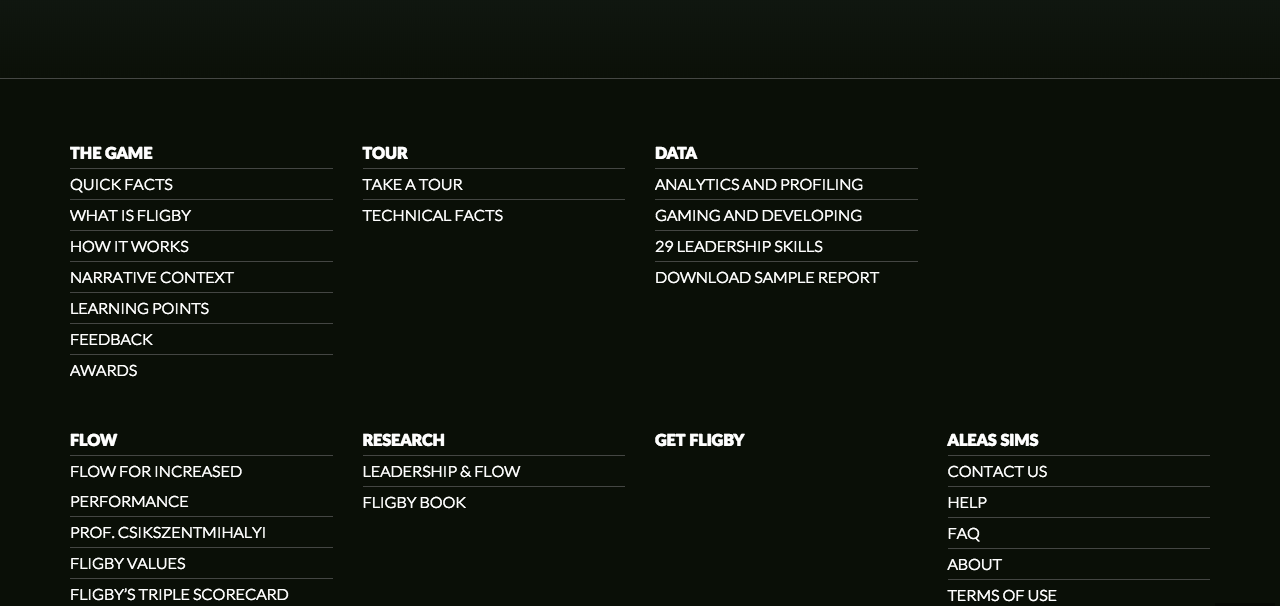 THE GAME
QUICK FACTS
WHAT IS FLIGBY
HOW IT WORKS
NARRATIVE CONTEXT
LEARNING POINTS
FEEDBACK
AWARDS
TOUR
TAKE A TOUR
TECHNICAL FACTS
DATA
ANALYTICS AND PROFILING
GAMING AND DEVELOPING
29 LEADERSHIP SKILLS
DOWNLOAD SAMPLE REPORT
FLOW
FLOW FOR INCREASED
PERFORMANCE
PROF. CSIKSZENTMIHALYI
FLIGBY VALUES
FLIGBY’S TRIPLE SCORECARD
RESEARCH
LEADERSHIP & FLOW
FLIGBY BOOK
GET FLIGBY
ALEAS SIMS
CONTACT US
HELP
FAQ
ABOUT
TERMS OF USE